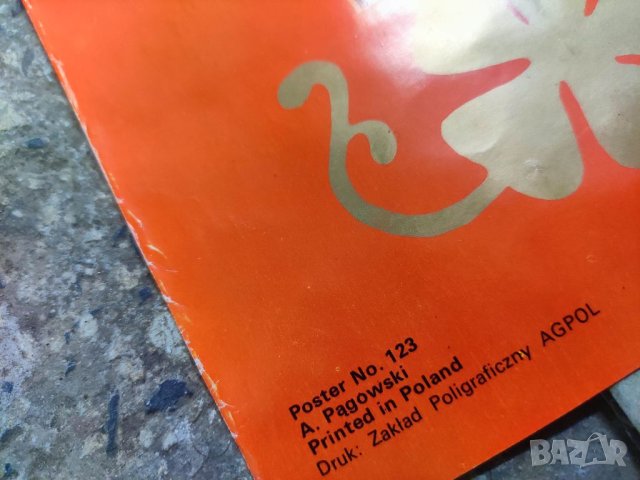 Poster No. 123
A. Pągowski
Printed in Poland
Druk: Zakład Poligraficzny AGPOL
BAZAR